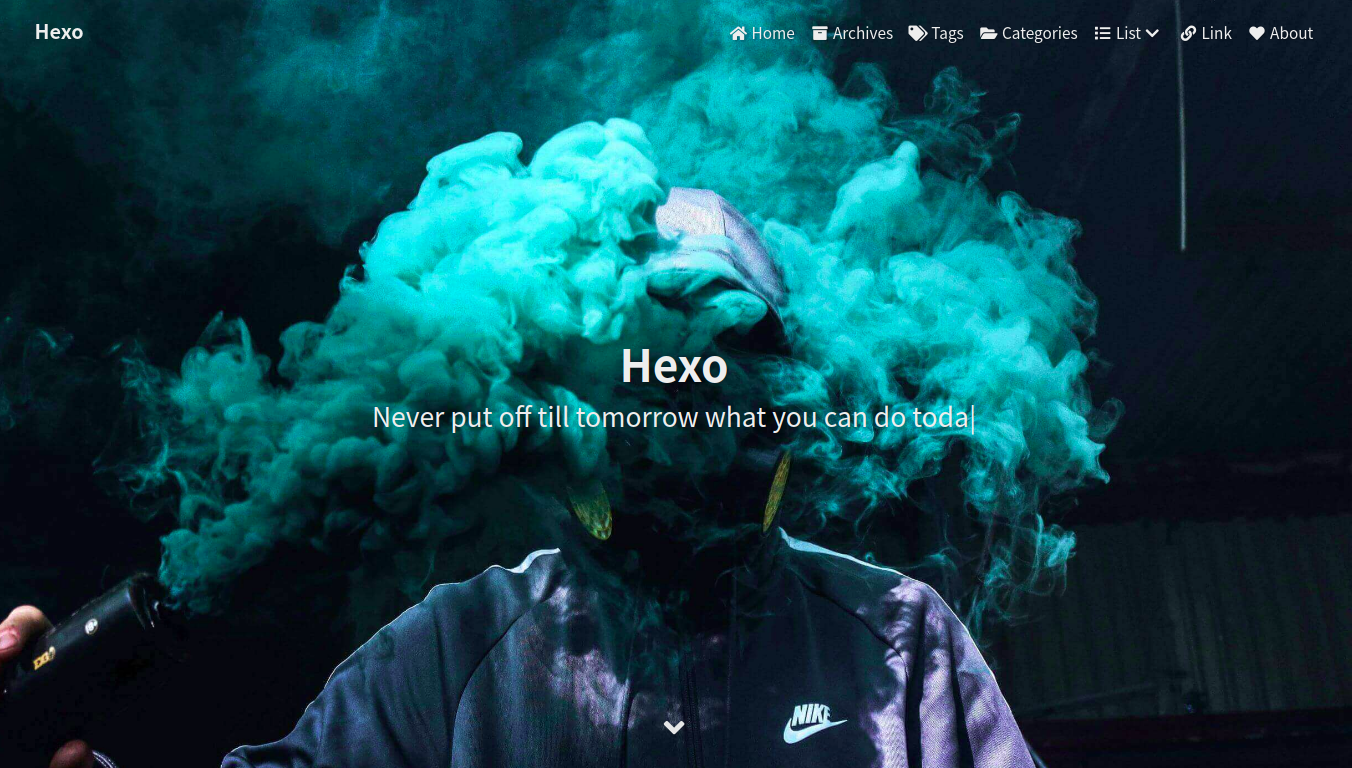 Hexo
Home Archives Tags Categories List Link About
Hexo
Never put off till tomorrow what you can do toda|
NIKE